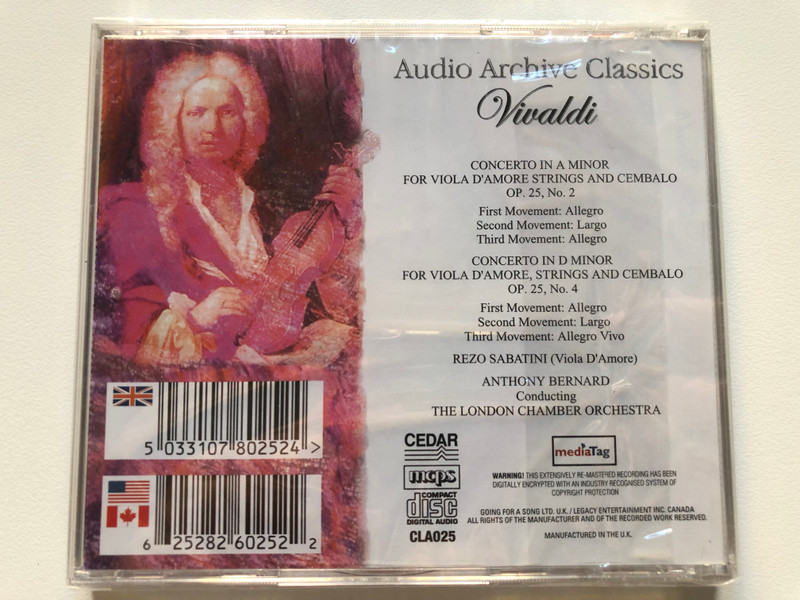 Audio Archive Classics
Vivaldi
CONCERTO IN A MINOR
FOR VIOLA D'AMORE STRINGS AND CEMBALO
OP. 25, No. 2
First Movement: Allegro
Second Movement: Largo
Third Movement: Allegro
CONCERTO IN D MINOR
FOR VIOLA D'AMORE, STRINGS AND CEMBALO
OP. 25, No. 4
First Movement: Allegro
Second Movement: Largo
Third Movement: Allegro Vivo
REZO SABATINI (Viola D'Amore)
ANTHONY BERNARD
Conducting
THE LONDON CHAMBER ORCHESTRA
5 033107 802524 >
6 25282 60252 2
CEDAR
mcps
COMPACT
disc
DIGITAL AUDIO
CLA025
mediaTag
WARNING! THIS EXTENSIVELY RE-MASTERED RECORDING HAS BEEN
DIGITALLY ENCRYPTED WITH AN INDUSTRY RECOGNISED SYSTEM OF
COPYRIGHT PROTECTION
GOING FOR A SONG LTD. U.K. / LEGACY ENTERTAINMENT INC. CANADA
ALL RIGHTS OF THE MANUFACTURER AND OF THE RECORDED WORK RESERVED.
MANUFACTURED IN THE U.K.